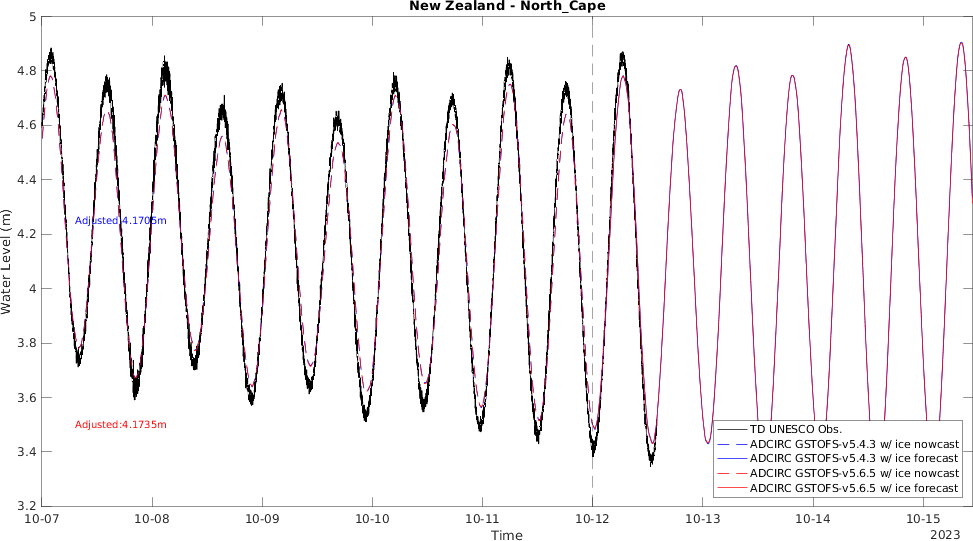 New Zealand - North_Cape
5
4.8
4.6
4.4
4.2
4
3.8
3.6
3.4
3.2
Water Level (m)
Adjusted:4.1705m
Adjusted:4.1735m
TD UNESCO Obs.
ADCIRC GSTOFS-v5.4.3 w/ ice nowcast
ADCIRC GSTOFS-v5.4.3 w/ ice forecast
ADCIRC GSTOFS-v5.6.5 w/ ice nowcast
ADCIRC GSTOFS-v5.6.5 w/ ice forecast
10-07 10-08 10-09 10-10 10-11 10-12 10-13 10-14 10-15
Time
2023